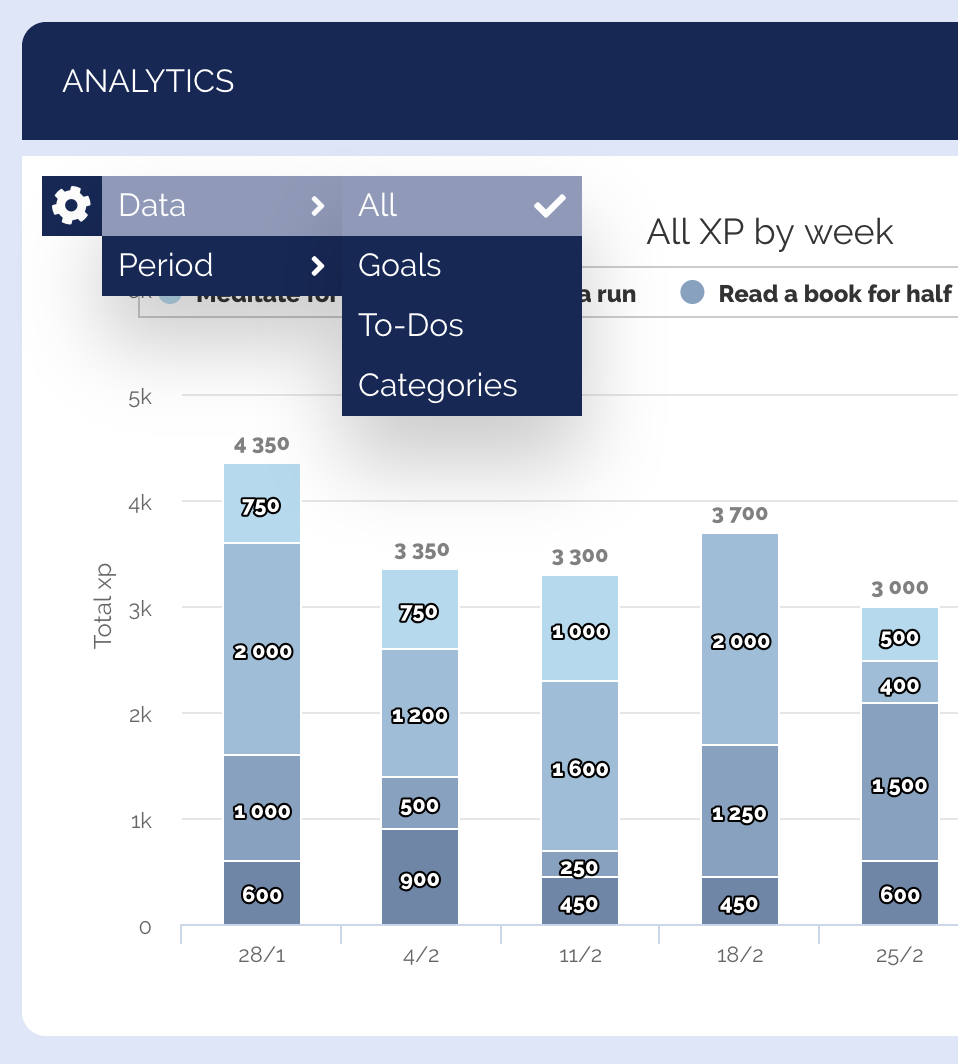 ANALYTICS
Data
All
Period
Goals
To-Dos
Categories
All XP by week
Meditate for
a run
Read a book for half
Total xp
5k
4k
3k
2k
1k
0
4 350
750
2 000
1 000
600
3 350
750
1 200
500
900
3 300
1 000
1 600
250
450
3 700
2 000
1 250
450
3 000
500
400
1 500
600
28/1
4/2
11/2
18/2
25/2